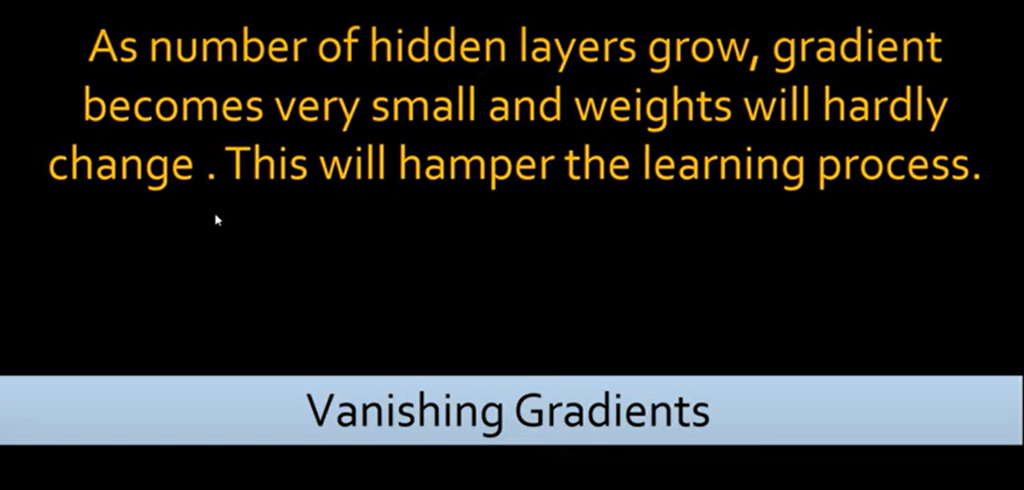 As number of hidden layers grow, gradient
becomes very small and weights will hardly
change . This will hamper the learning process.
Vanishing Gradients